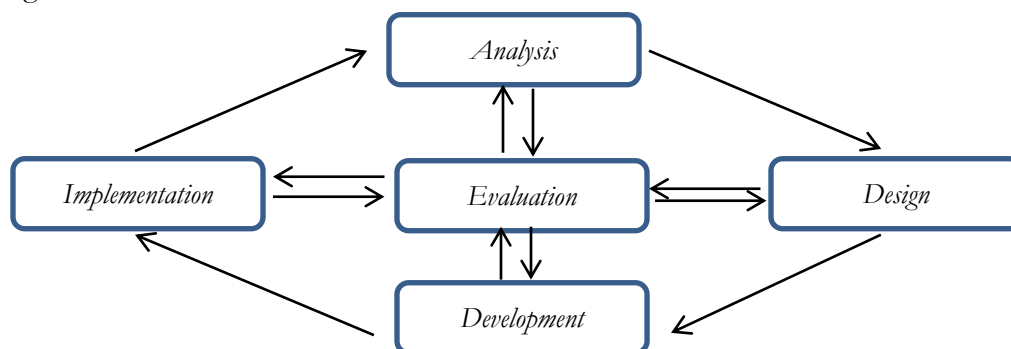 Analysis
Implementation
Evaluation
Design
Development